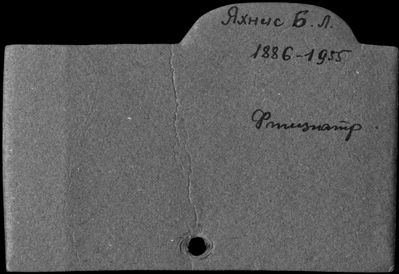 Яхнис Б. Л.
1886-1955
Фтизиатр.